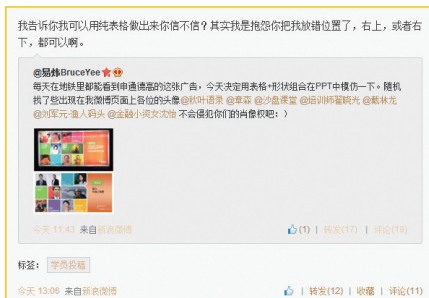 我告诉你我可以用纯表格做出来你信不信？其实我是抱怨你把我放错位置了，右上，或者右
下，都可以啊。
@易炜BruceYee
每天在地铁里都能看到申通德高的这张广告，今天决定用表格+形状组合在PPT中模仿一下。随机
找了些出现在我微博页面上各位的头像@秋叶语录 @章森 @沙盘课堂 @培训师翟晓光 @戴林龙
@刘军元-渔人码头 @金融小资女沈怡 不会侵犯你们的肖像权吧：）
今天 11:43 来自新浪微博
(1) | 转发(17) | 评论(19)
标签： 学员投稿
今天 13:06 来自新浪微博
| 转发(12) | 收藏 | 评论(11)